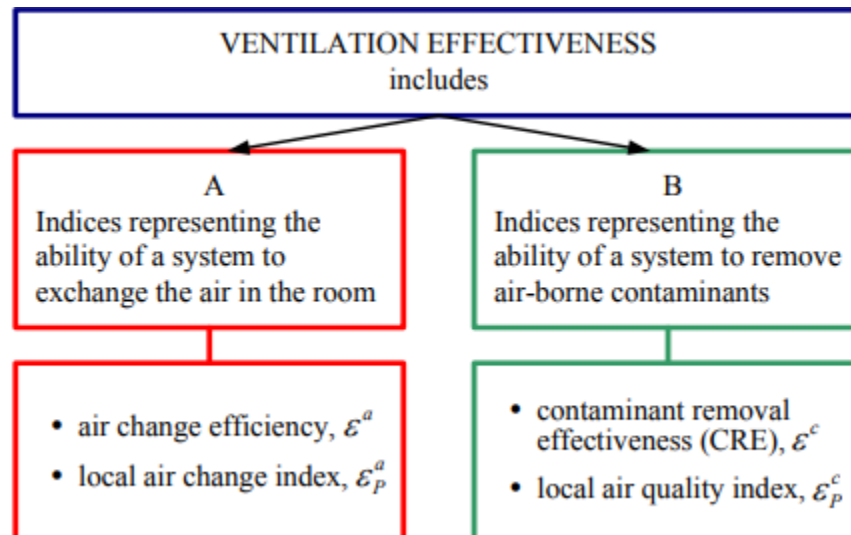 VENTILATION EFFECTIVENESS
includes
A
Indices representing the
ability of a system to
exchange the air in the room
B
Indices representing the
ability of a system to remove
air-borne contaminants
• air change efficiency, εᵃ
• local air change index, ε_P^a
• contaminant removal
effectiveness (CRE), εᶜ
• local air quality index, ε_P^c